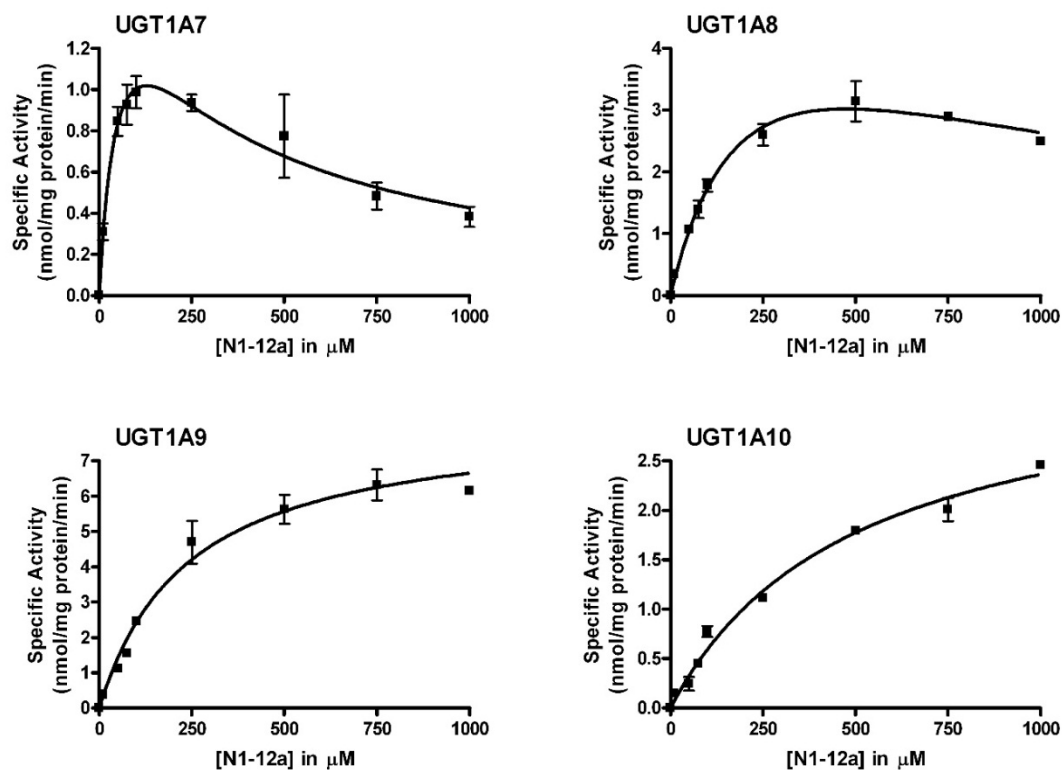 UGT1A7
Specific Activity
(nmol/mg protein/min)
1.2
1.0
0.8
0.6
0.4
0.2
0.0
0 250 500 750 1000
[N1-12a] in μM
UGT1A8
Specific Activity
(nmol/mg protein/min)
4
3
2
1
0
0 250 500 750 1000
[N1-12a] in μM
UGT1A9
Specific Activity
(nmol/mg protein/min)
7
6
5
4
3
2
1
0
0 250 500 750 1000
[N1-12a] in μM
UGT1A10
Specific Activity
(nmol/mg protein/min)
2.5
2.0
1.5
1.0
0.5
0.0
0 250 500 750 1000
[N1-12a] in μM